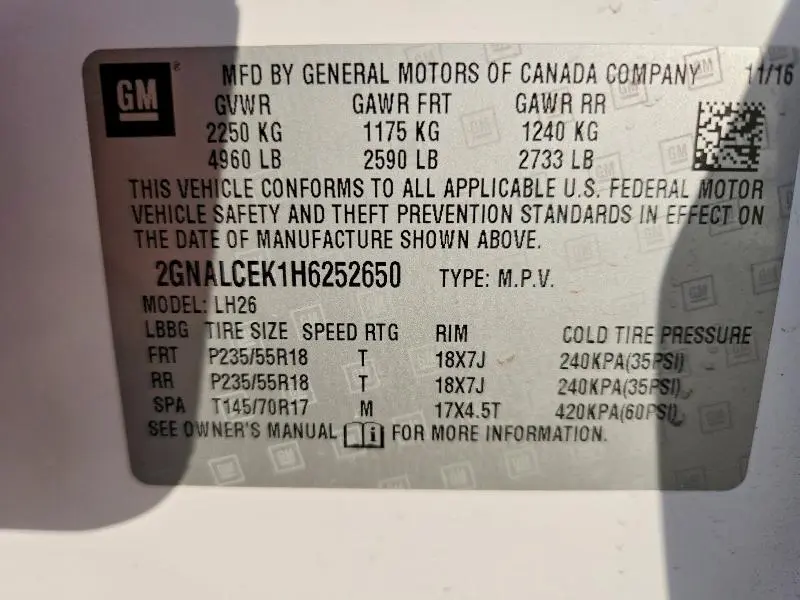 GM ® MFD BY GENERAL MOTORS OF CANADA COMPANY 11/16
GVWR GAWR FRT GAWR RR
2250 KG 1175 KG 1240 KG
4960 LB 2590 LB 2733 LB
THIS VEHICLE CONFORMS TO ALL APPLICABLE U.S. FEDERAL MOTOR
VEHICLE SAFETY AND THEFT PREVENTION STANDARDS IN EFFECT ON
THE DATE OF MANUFACTURE SHOWN ABOVE.
2GNALCEK1H6252650 TYPE: M.P.V.
MODEL: LH26
LBBG TIRE SIZE SPEED RTG RIM COLD TIRE PRESSURE
FRT P235/55R18 T 18X7J 240KPA(35PSI)
RR P235/55R18 T 18X7J 240KPA(35PSI)
SPA T145/70R17 M 17X4.5T 420KPA(60PSI)
SEE OWNER'S MANUAL i FOR MORE INFORMATION.